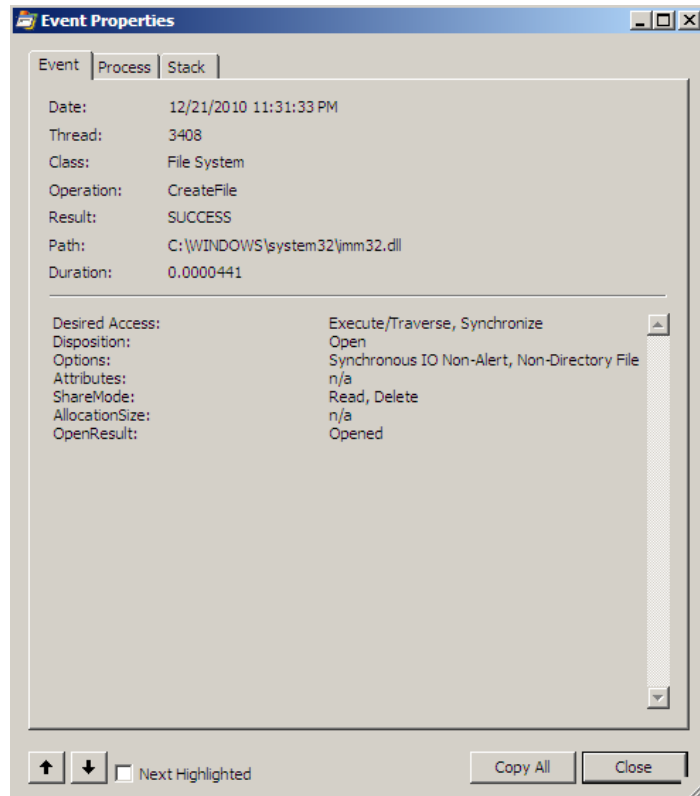 Event Properties
Event Process Stack
Date: 12/21/2010 11:31:33 PM
Thread: 3408
Class: File System
Operation: CreateFile
Result: SUCCESS
Path: C:\WINDOWS\system32\imm32.dll
Duration: 0.0000441
Desired Access: Execute/Traverse, Synchronize
Disposition: Open
Options: Synchronous IO Non-Alert, Non-Directory File
Attributes: n/a
ShareMode: Read, Delete
AllocationSize: n/a
OpenResult: Opened
Next Highlighted Copy All Close